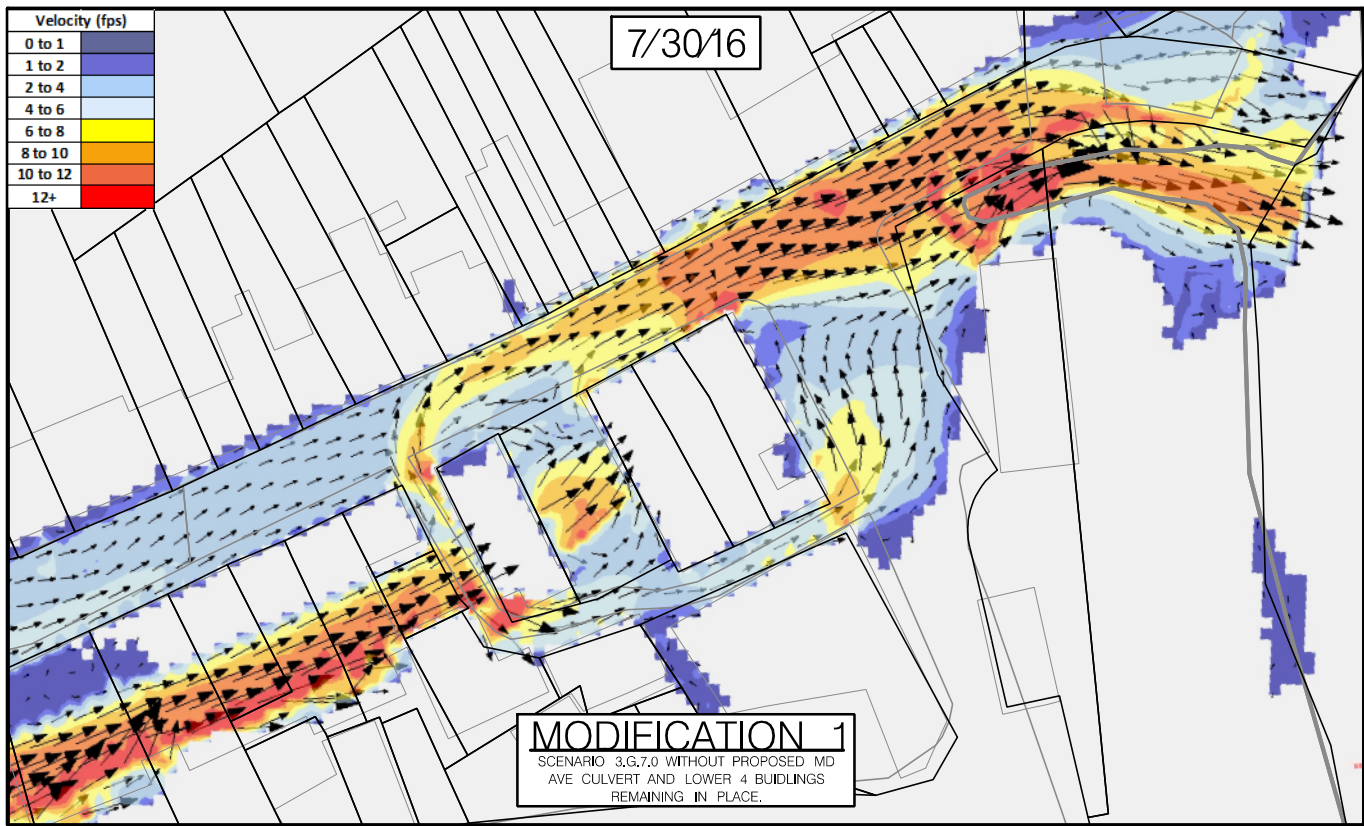 Velocity (fps)
0 to 1
1 to 2
2 to 4
4 to 6
6 to 8
8 to 10
10 to 12
12+
7/30/16
MODIFICATION 1
SCENARIO 3.G.7.0 WITHOUT PROPOSED MD
AVE CULVERT AND LOWER 4 BUIDLINGS
REMAINING IN PLACE.